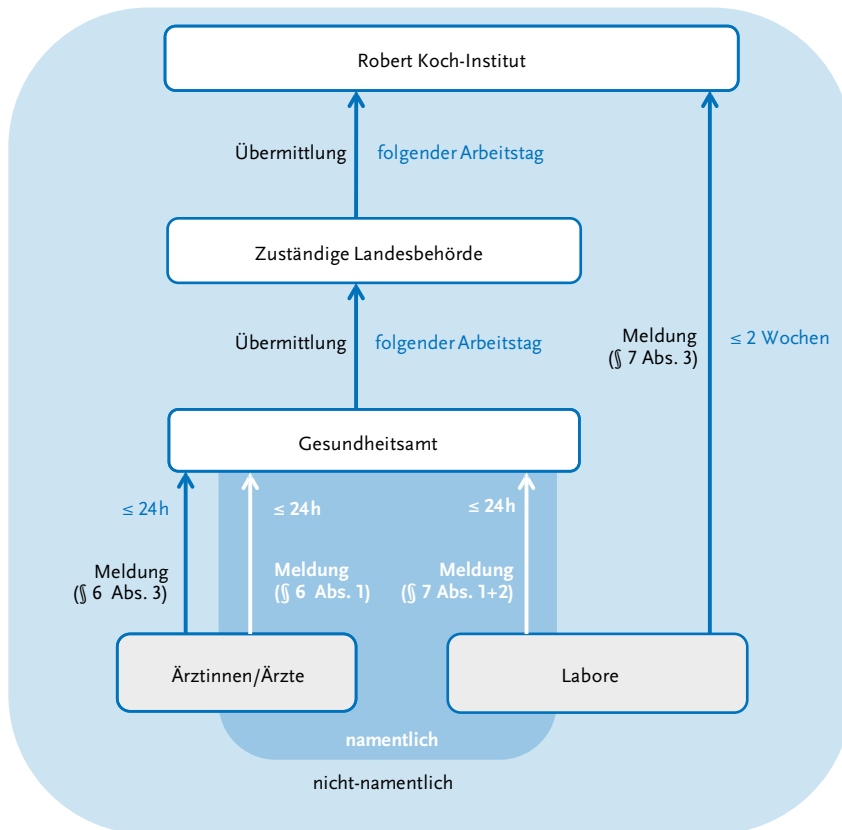 Robert Koch-Institut
Übermittlung folgender Arbeitstag
Zuständige Landesbehörde
Übermittlung folgender Arbeitstag
Meldung
(§ 7 Abs. 3)
≤ 2 Wochen
Gesundheitsamt
≤ 24h
≤ 24h
≤ 24h
Meldung
(§ 6 Abs. 3)
Meldung
(§ 6 Abs. 1)
Meldung
(§ 7 Abs. 1+2)
Ärztinnen/Ärzte
Labore
namentlich
nicht-namentlich